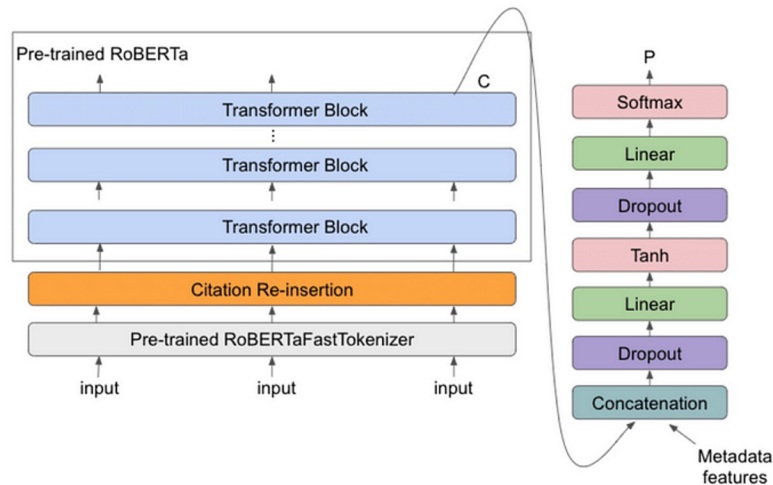 Pre-trained RoBERTa
C
Transformer Block
Transformer Block
Transformer Block
Citation Re-insertion
Pre-trained RoBERTaFastTokenizer
input input input
P
Softmax
Linear
Dropout
Tanh
Linear
Dropout
Concatenation
Metadata
features